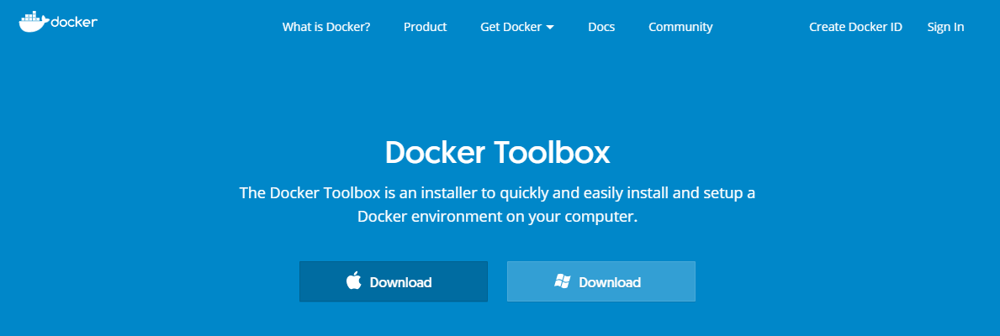 docker
What is Docker?
Product
Get Docker
Docs
Community
Create Docker ID
Sign In
Docker Toolbox
The Docker Toolbox is an installer to quickly and easily install and setup a
Docker environment on your computer.
Download
Download